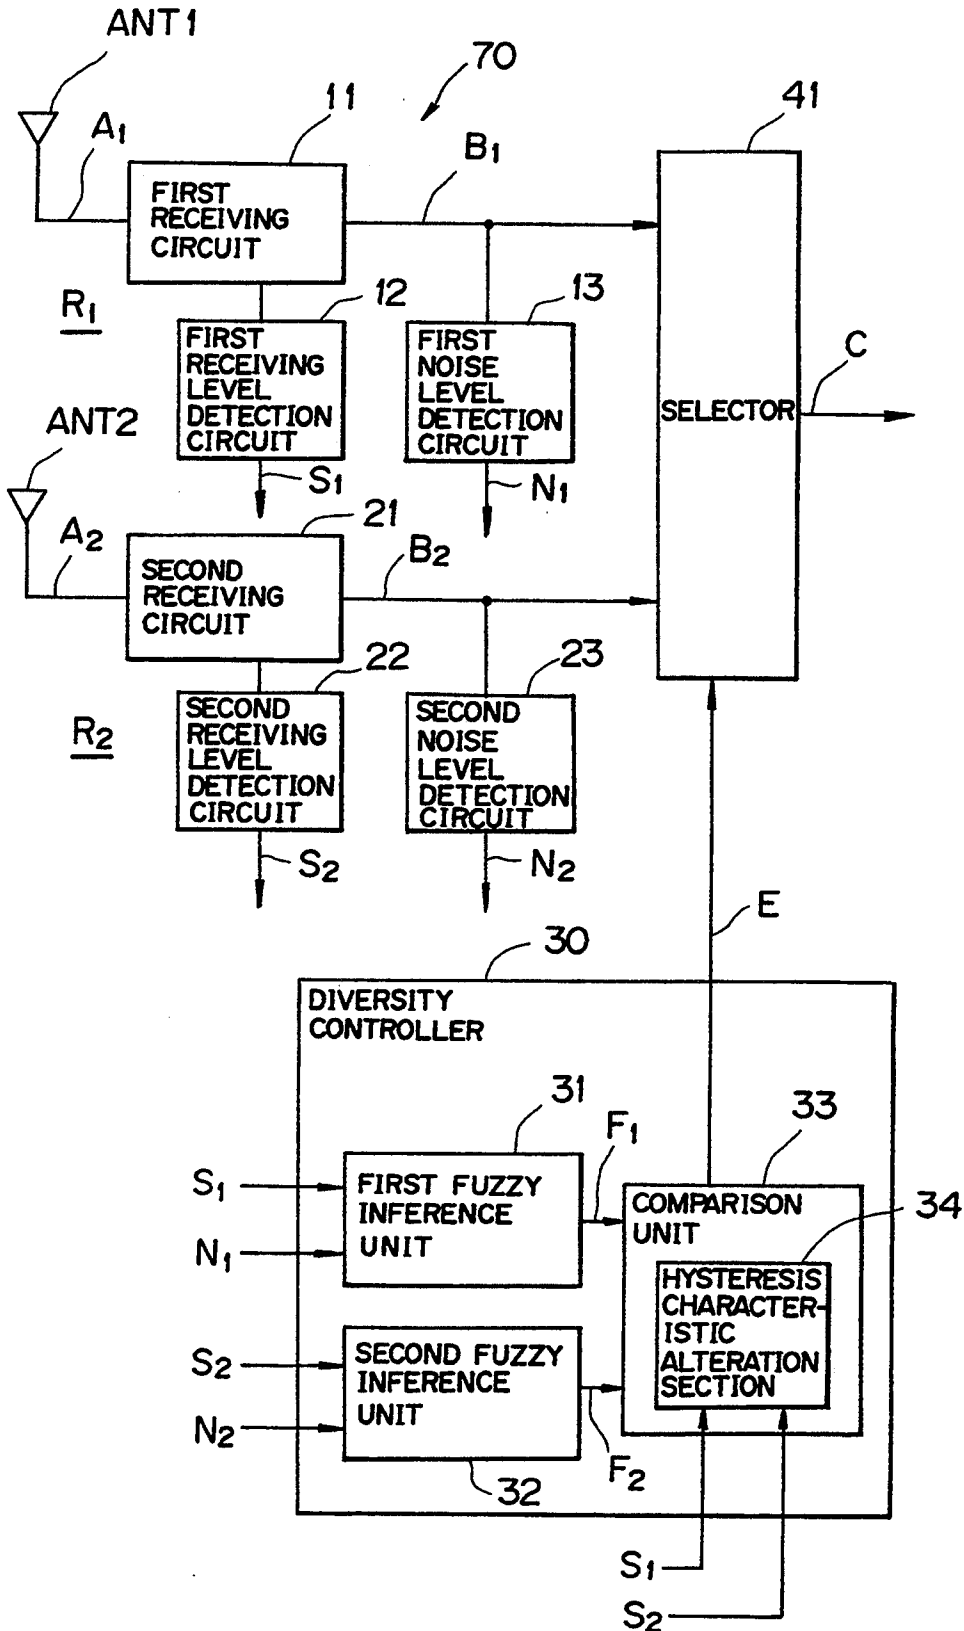 ANT1
70
11
41
A1
B1
FIRST
RECEIVING
CIRCUIT
R1
12
13
FIRST
RECEIVING
LEVEL
DETECTION
CIRCUIT
FIRST
NOISE
LEVEL
DETECTION
CIRCUIT
C
SELECTOR
ANT2
S1
N1
21
A2
B2
SECOND
RECEIVING
CIRCUIT
22
23
R2
SECOND
RECEIVING
LEVEL
DETECTION
CIRCUIT
SECOND
NOISE
LEVEL
DETECTION
CIRCUIT
S2
N2
E
30
DIVERSITY
CONTROLLER
31
F1
33
S1
N1
FIRST FUZZY
INFERENCE
UNIT
COMPARISON
UNIT
34
HYSTERESIS
CHARACTER-
ISTIC
ALTERATION
SECTION
S2
N2
SECOND FUZZY
INFERENCE
UNIT
F2
32
S1
S2